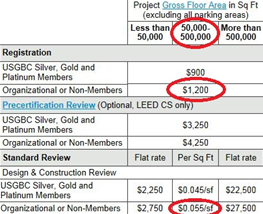 Project Gross Floor Area in Sq Ft
(excluding all parking areas)
Less than 50,000 50,000-500,000 More than 500,000
Registration
USGBC Silver, Gold and
Platinum Members $900
Organizational or Non-Members $1,200
Precertification Review (Optional, LEED CS only)
USGBC Silver, Gold and
Platinum Members $3,250
Organizational or Non-Members $4,250
Standard Review Flat rate Per Sq Ft Flat rate
Design & Construction Review
USGBC Silver, Gold and
Platinum Members $2,250 $0.045/sf $22,500
Organizational or Non-Members $2,750 $0.055/sf $27,500